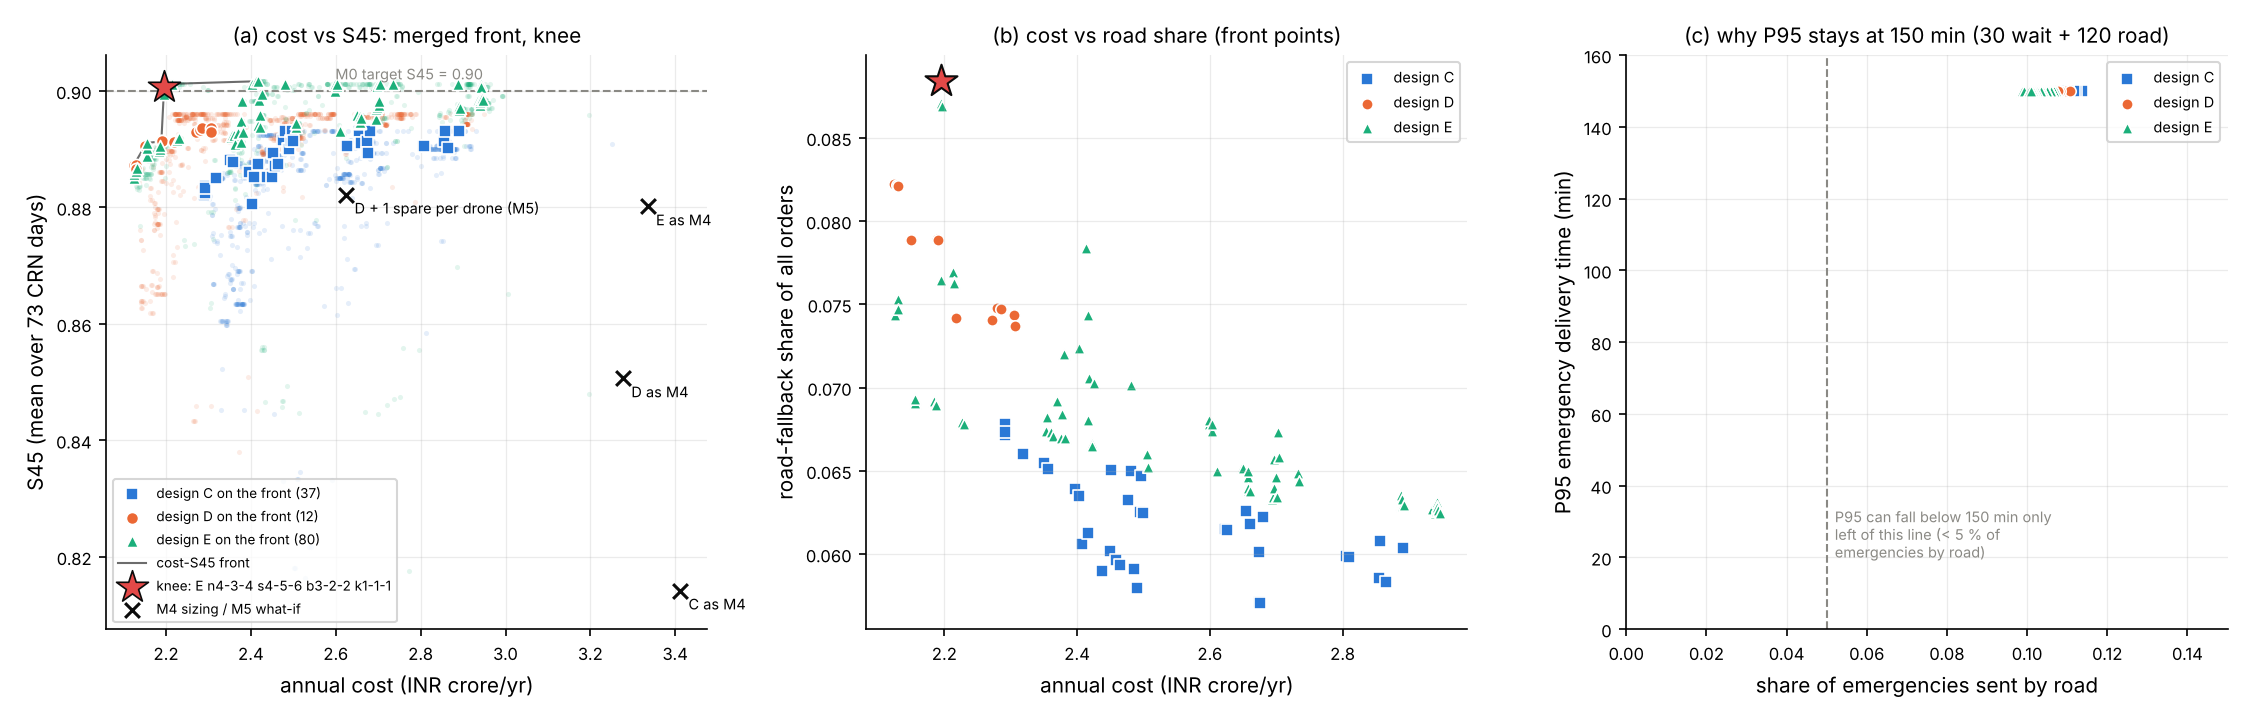 (a) cost vs S45: merged front, knee
M0 target S45 = 0.90
0.90
0.88
0.86
0.84
0.82
S45 (mean over 73 CRN days)
D + 1 spare per drone (M5)
E as M4
D as M4
C as M4
design C on the front (37)
design D on the front (12)
design E on the front (80)
cost-S45 front
knee: E n4-3-4 s4-5-6 b3-2-2 k1-1-1
M4 sizing / M5 what-if
2.2 2.4 2.6 2.8 3.0 3.2 3.4
annual cost (INR crore/yr)
(b) cost vs road share (front points)
design C
design D
design E
0.085
0.080
0.075
0.070
0.065
0.060
road-fallback share of all orders
2.2 2.4 2.6 2.8
annual cost (INR crore/yr)
(c) why P95 stays at 150 min (30 wait + 120 road)
design C
design D
design E
160
140
120
100
80
60
40
20
0
P95 emergency delivery time (min)
P95 can fall below 150 min only
left of this line (< 5 % of
emergencies by road)
0.00 0.02 0.04 0.06 0.08 0.10 0.12 0.14
share of emergencies sent by road